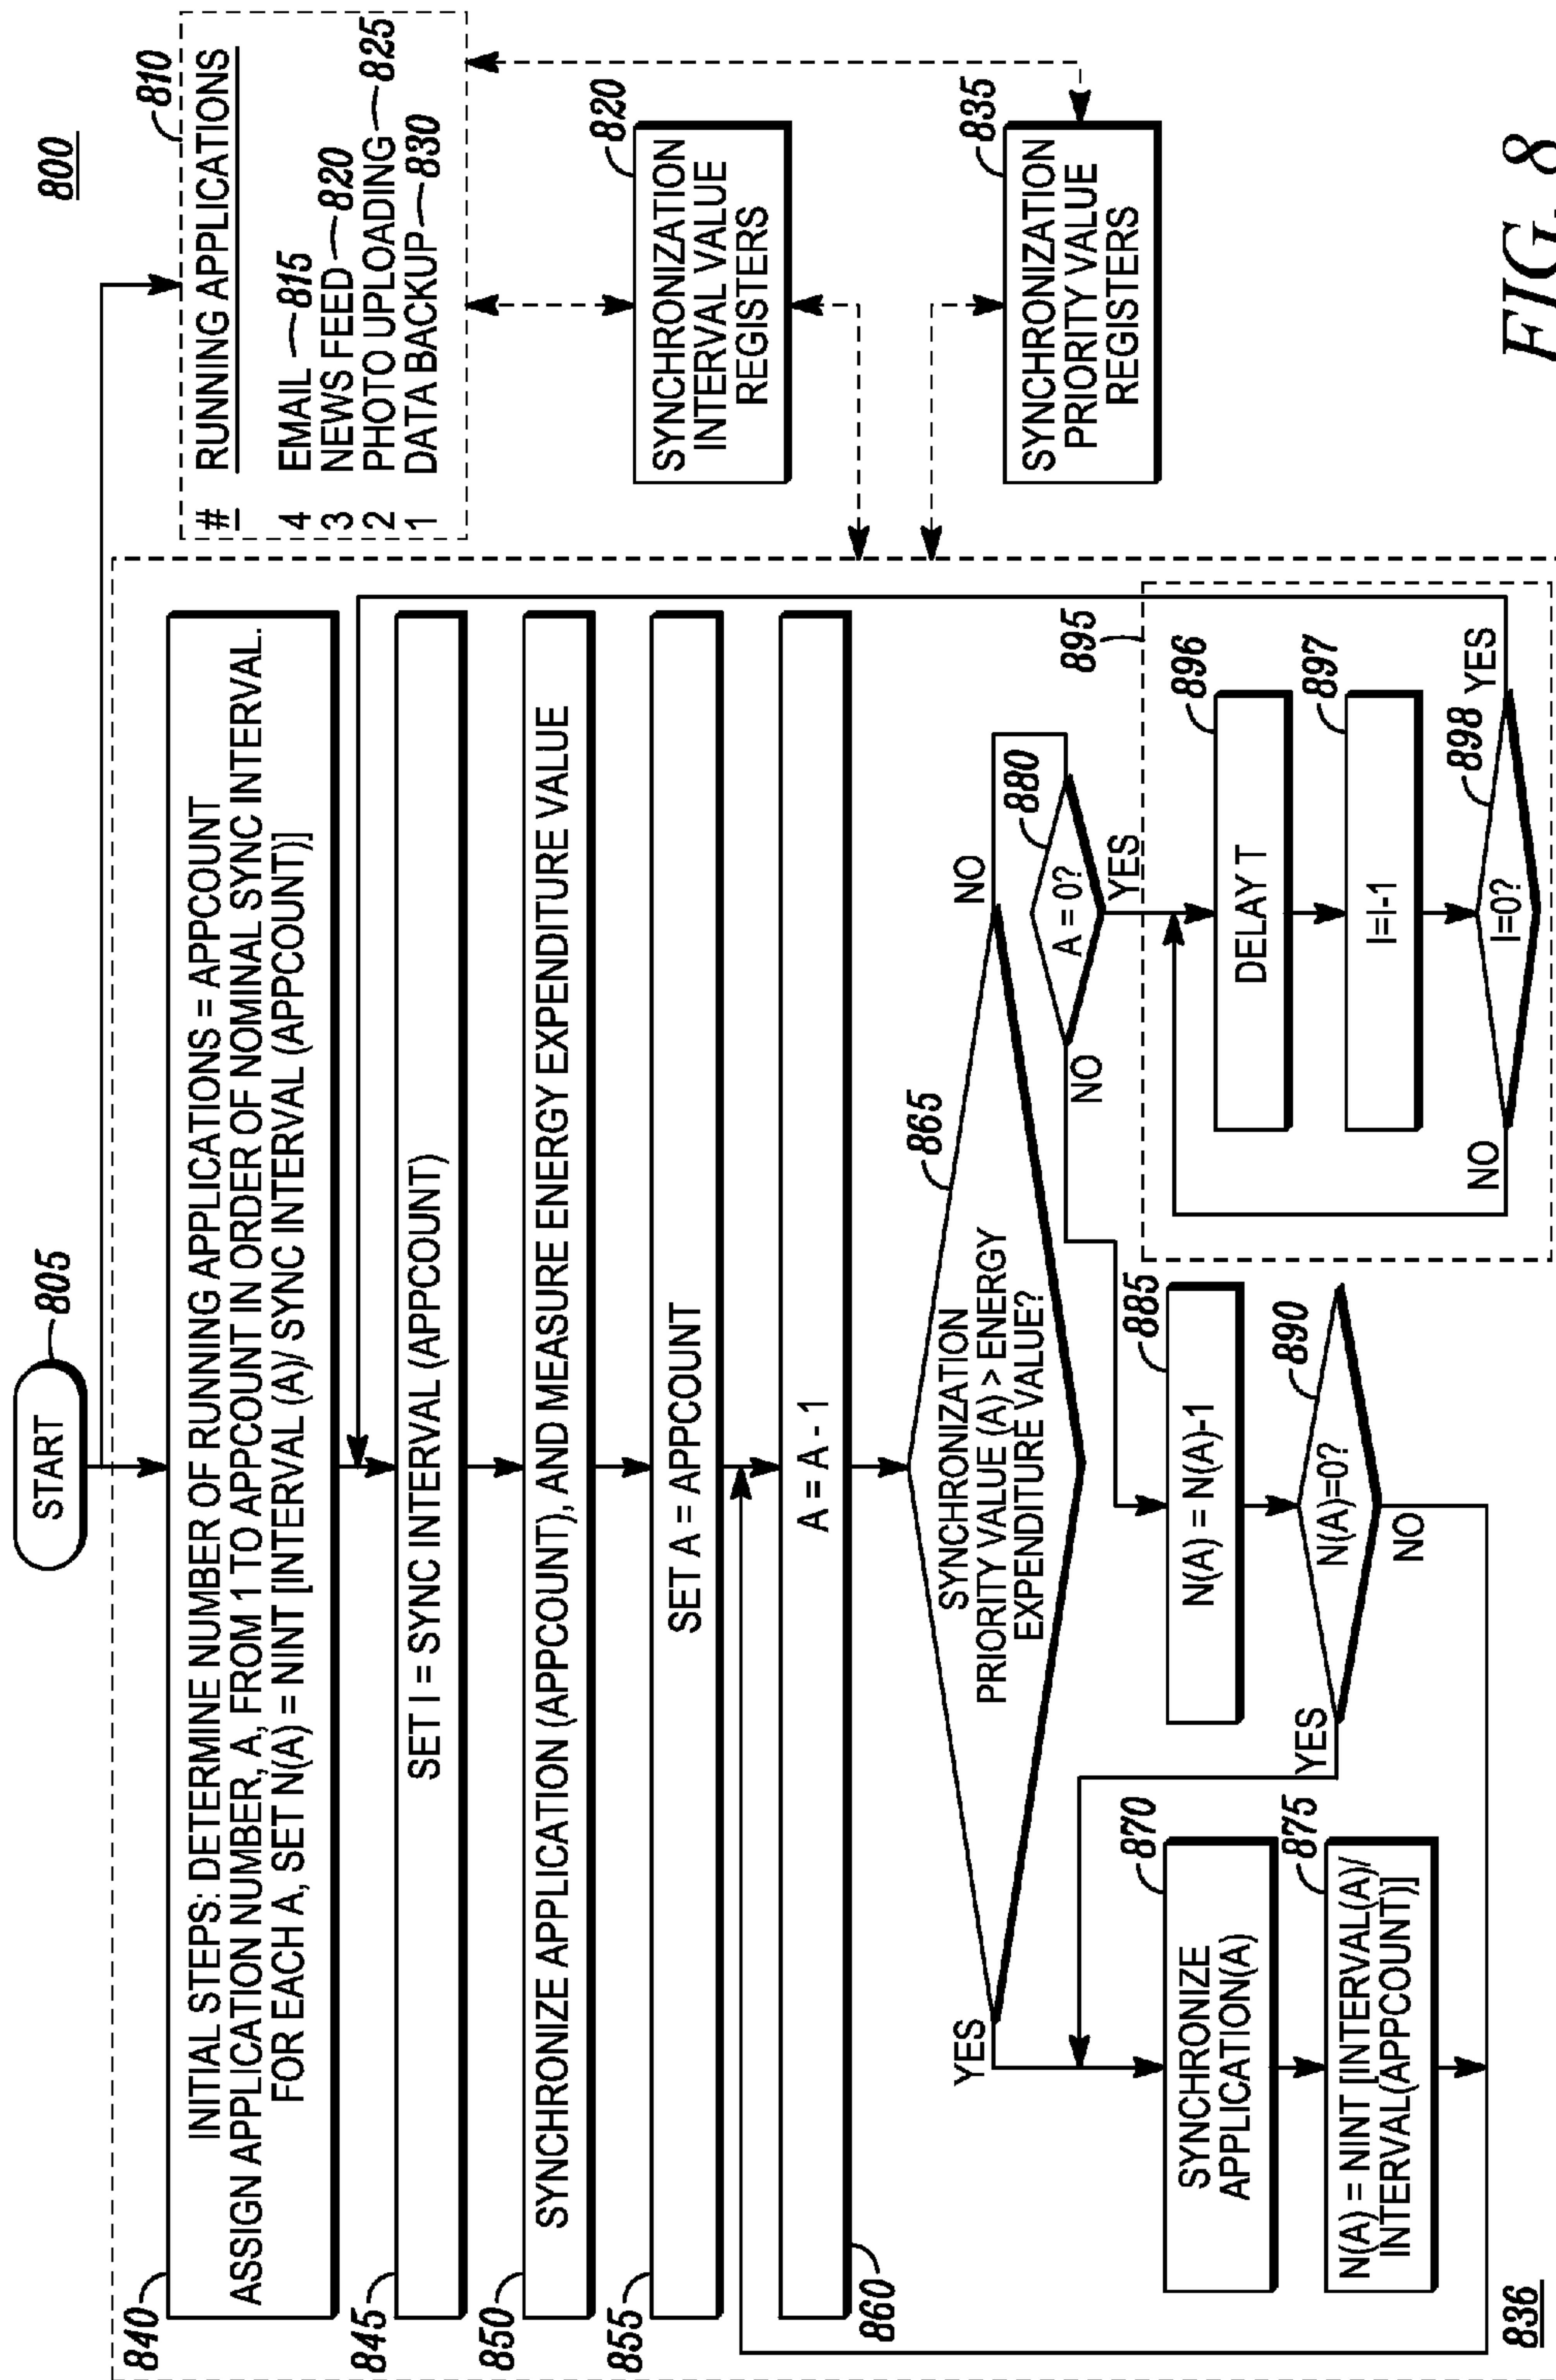 800
START
805
810
# RUNNING APPLICATIONS
4 EMAIL 815
3 NEWS FEED 820
2 PHOTO UPLOADING 825
1 DATA BACKUP 830
840
INITIAL STEPS: DETERMINE NUMBER OF RUNNING APPLICATIONS = APPCOUNT
ASSIGN APPLICATION NUMBER, A, FROM 1 TO APPCOUNT IN ORDER OF NOMINAL SYNC INTERVAL.
FOR EACH A, SET N(A) = NINT [INTERVAL (A)/ SYNC INTERVAL (APPCOUNT)]
845
SET I = SYNC INTERVAL (APPCOUNT)
850
SYNCHRONIZE APPLICATION (APPCOUNT), AND MEASURE ENERGY EXPENDITURE VALUE
855
SET A = APPCOUNT
860
A = A - 1
820
SYNCHRONIZATION
INTERVAL VALUE
REGISTERS
835
SYNCHRONIZATION
PRIORITY VALUE
REGISTERS
865
SYNCHRONIZATION
PRIORITY VALUE (A) > ENERGY
EXPENDITURE VALUE?
YES
NO
870
SYNCHRONIZE
APPLICATION(A)
875
N(A) = NINT [INTERVAL(A)/
INTERVAL(APPCOUNT)]
880
A = 0?
NO
YES
885
N(A) = N(A)-1
890
N(A)=0?
YES
NO
895
896
DELAY T
897
I=I-1
898
I=0?
NO
YES
836
FIG. 8